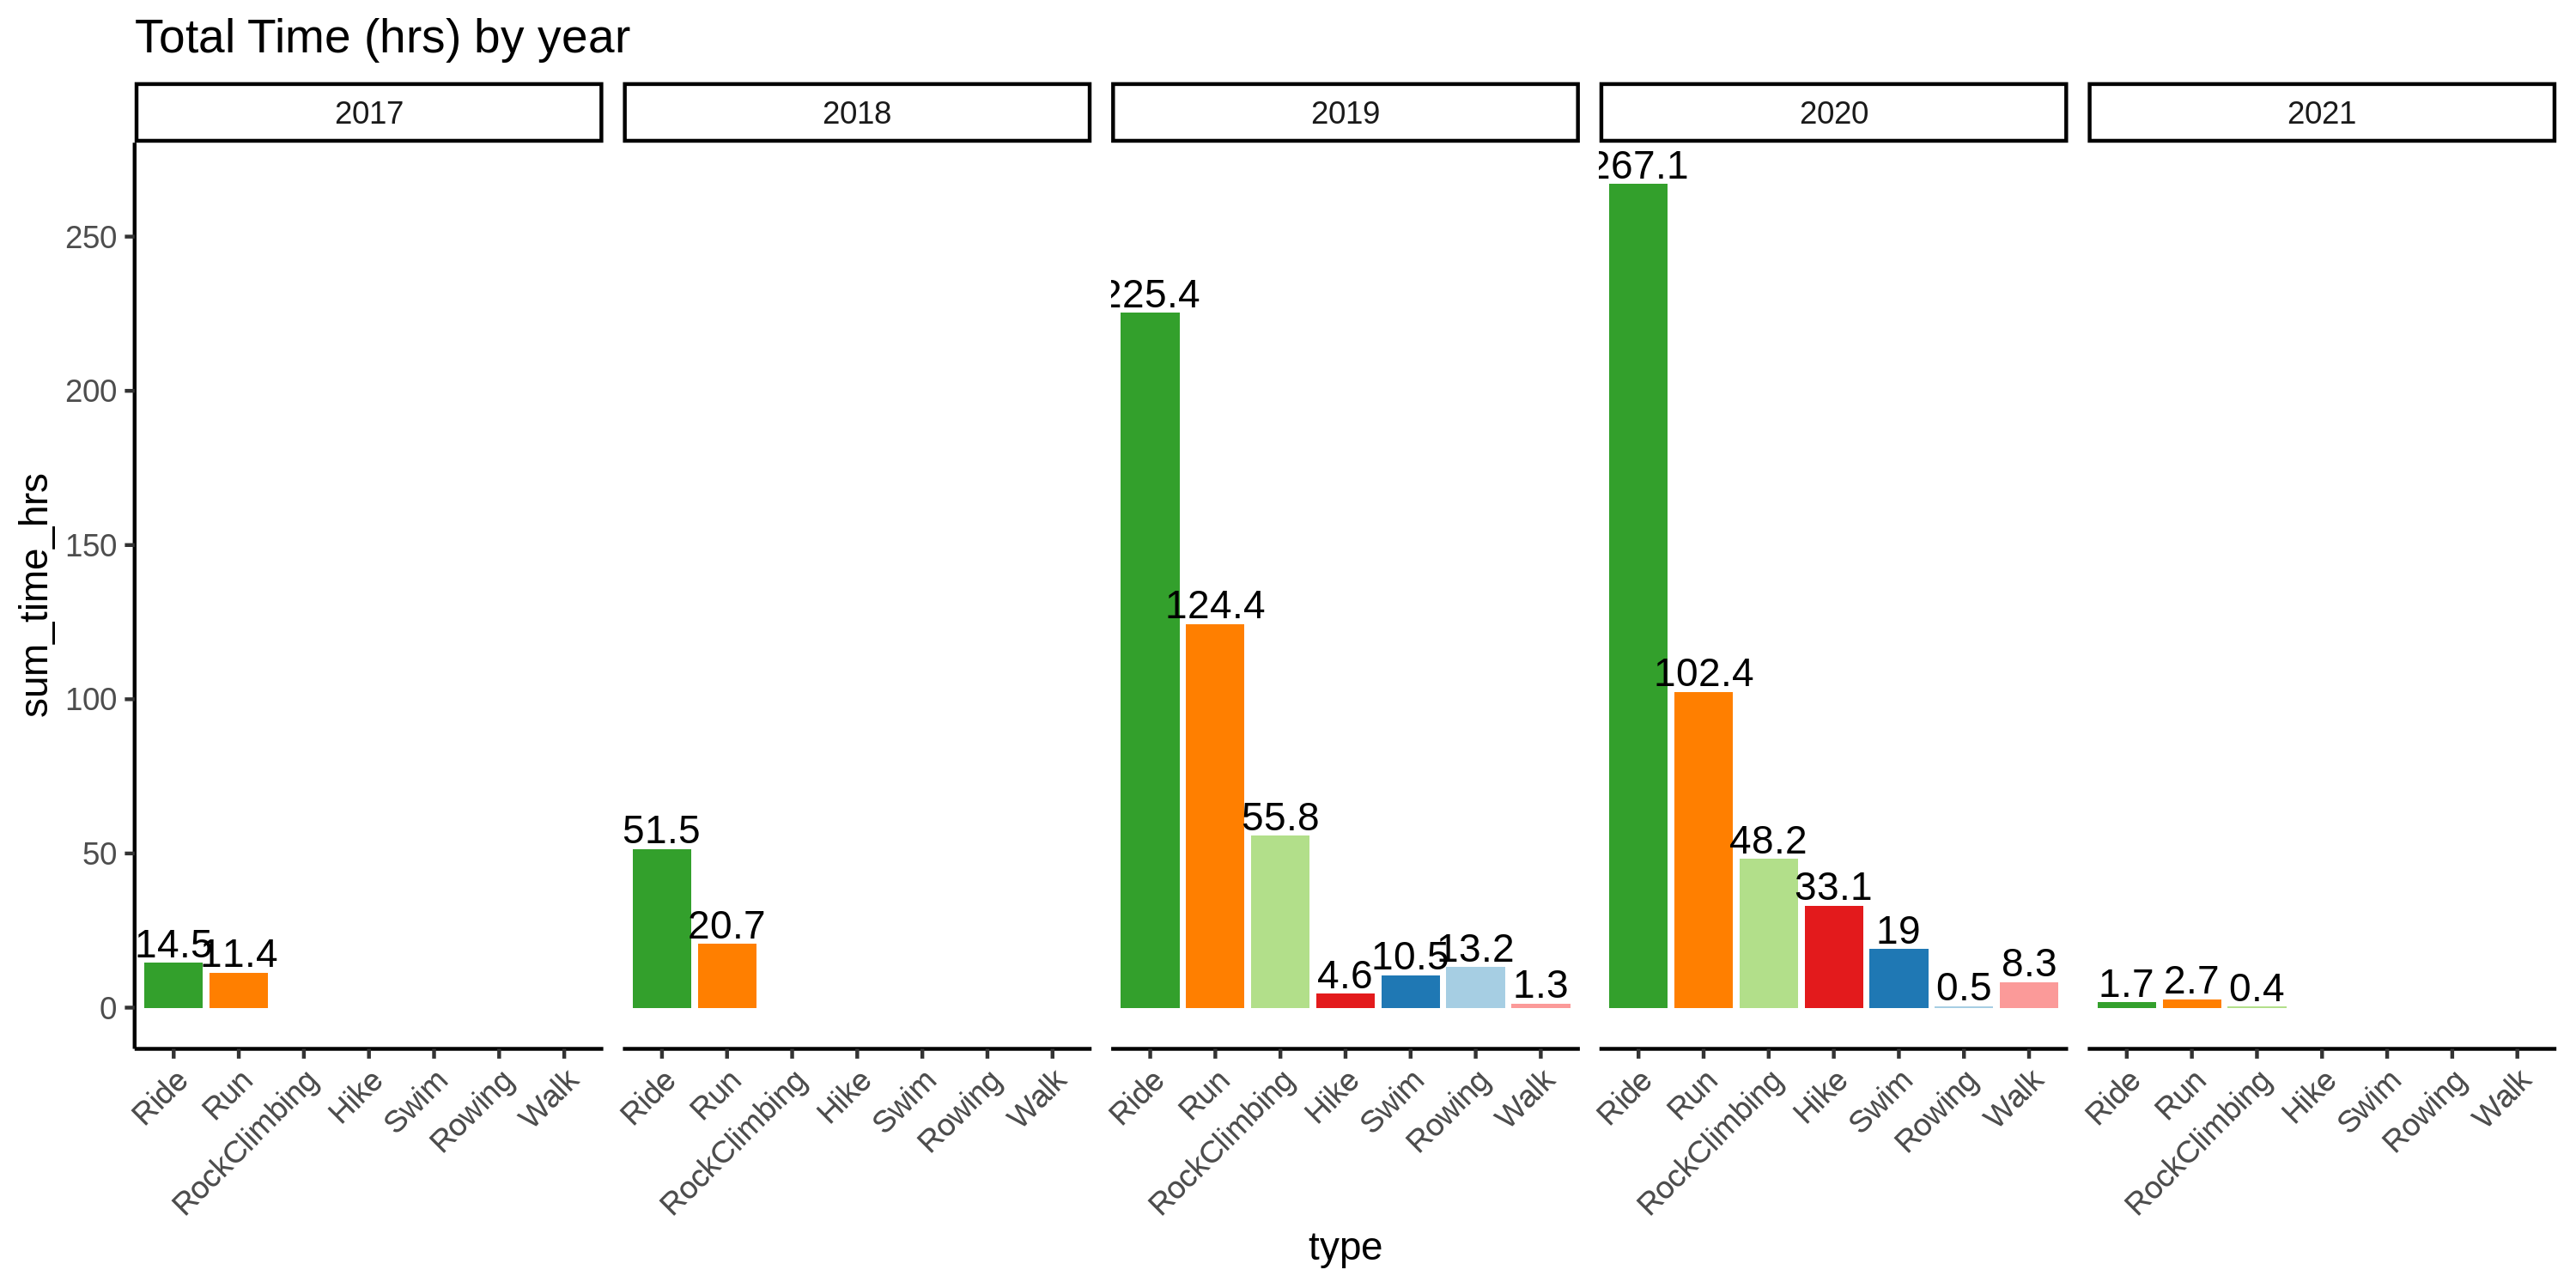 Total Time (hrs) by year
2017 2018 2019 2020 2021
sum_time_hrs
250
200
150
100
50
0
14.5 11.4
51.5 20.7
225.4 124.4 55.8 4.6 10.5 13.2 1.3
267.1 102.4 48.2 33.1 19 0.5 8.3
1.7 2.7 0.4
Ride Run RockClimbing Hike Swim Rowing Walk
Ride Run RockClimbing Hike Swim Rowing Walk
Ride Run RockClimbing Hike Swim Rowing Walk
Ride Run RockClimbing Hike Swim Rowing Walk
Ride Run RockClimbing Hike Swim Rowing Walk
type